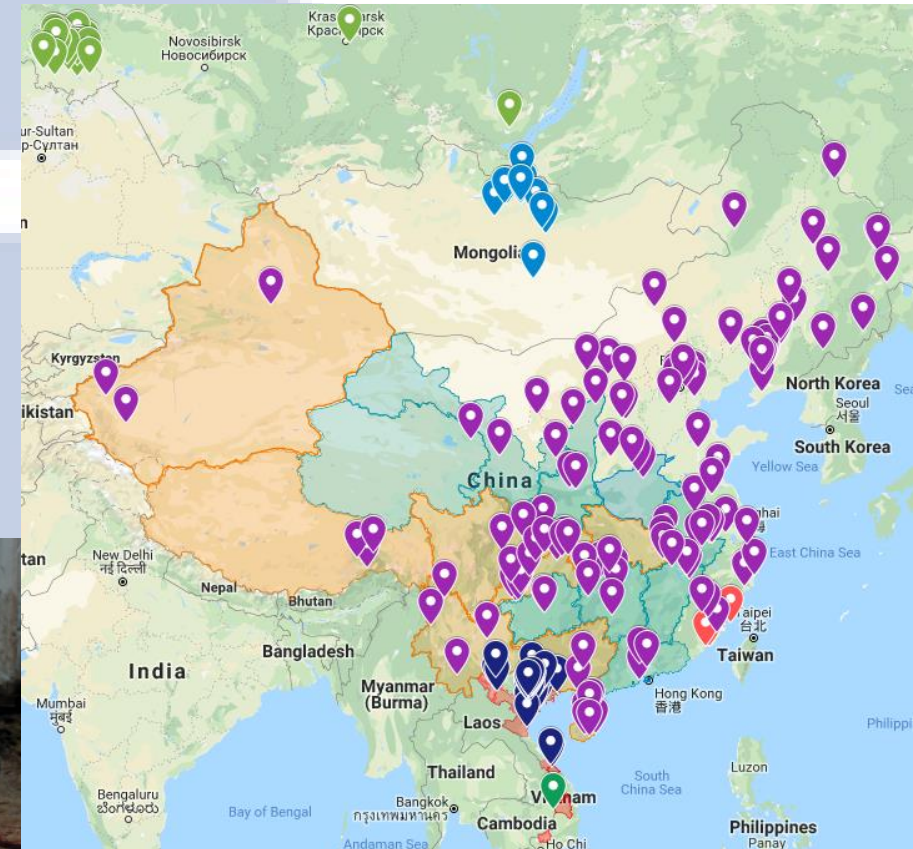 Novosibirsk
Новосибирск
ur-Sultan
р-Султан
Mongolia
Kyrgyzstan
ikistan
North Korea
Seoul
서울
South Korea
Yellow Sea
China
East China Sea
New Delhi
नई दिल्ली
Nepal
Bhutan
tan
Taipei
台北
Taiwan
Bangladesh
India
Myanmar
(Burma)
Hong Kong
香港
Mumbai
मुंबई
Laos
Philippi
Luzon
Thailand
South
China Sea
Vietnam
Bengaluru
ಬೆಂಗಳೂರು
Bay of Bengal
Bangkok
กรุงเทพมหานคร
Cambodia
Philippines
Andaman Sea
Ho Chi
Panay